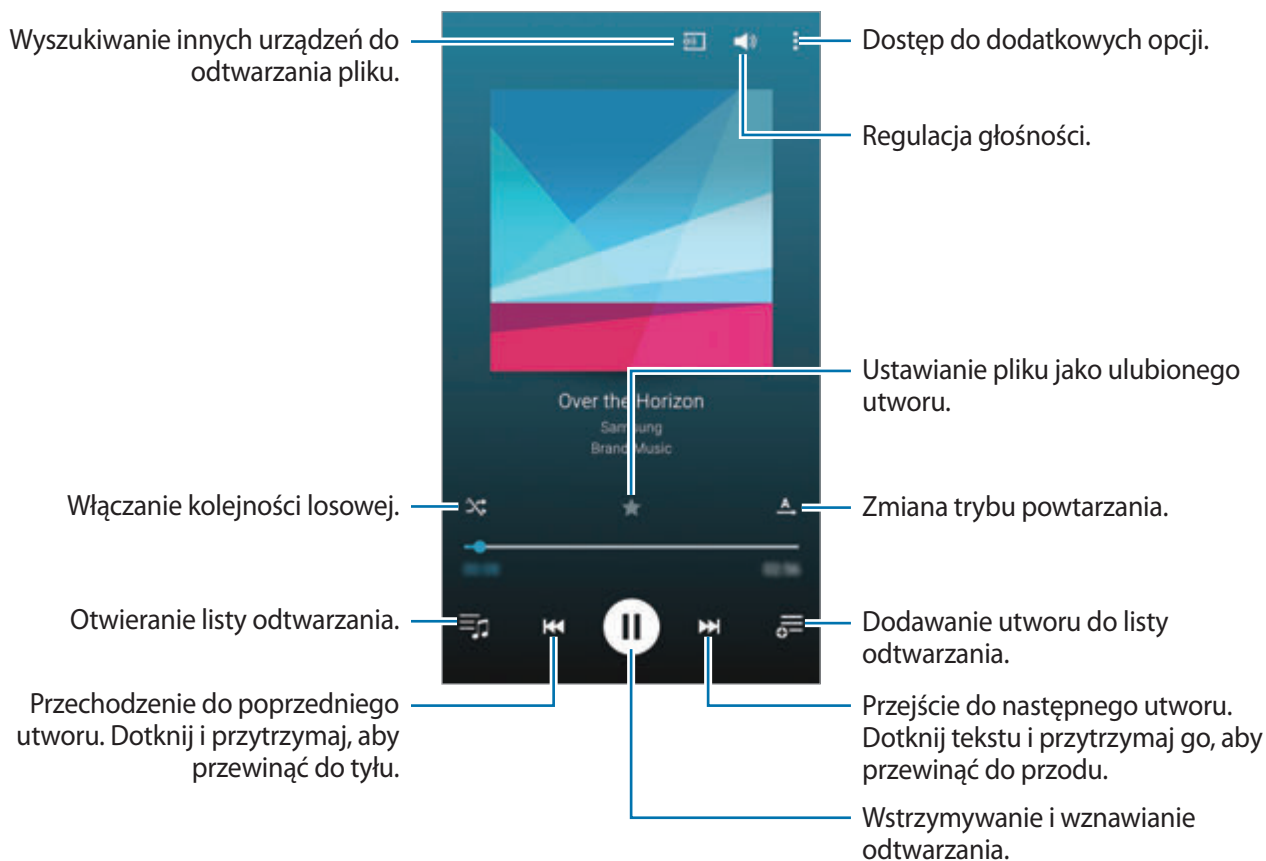 Wyszukiwanie innych urządzeń do
odtwarzania pliku.
Dostęp do dodatkowych opcji.
Regulacja głośności.
Ustawianie pliku jako ulubionego
utworu.
Over the Horizon
Samsung
Brand Music
Włączanie kolejności losowej.
A
Zmiana trybu powtarzania.
Otwieranie listy odtwarzania.
Dodawanie utworu do listy
odtwarzania.
Przechodzenie do poprzedniego
utworu. Dotknij i przytrzymaj, aby
przewinąć do tyłu.
Przejście do następnego utworu.
Dotknij tekstu i przytrzymaj go, aby
przewinąć do przodu.
Wstrzymywanie i wznawianie
odtwarzania.